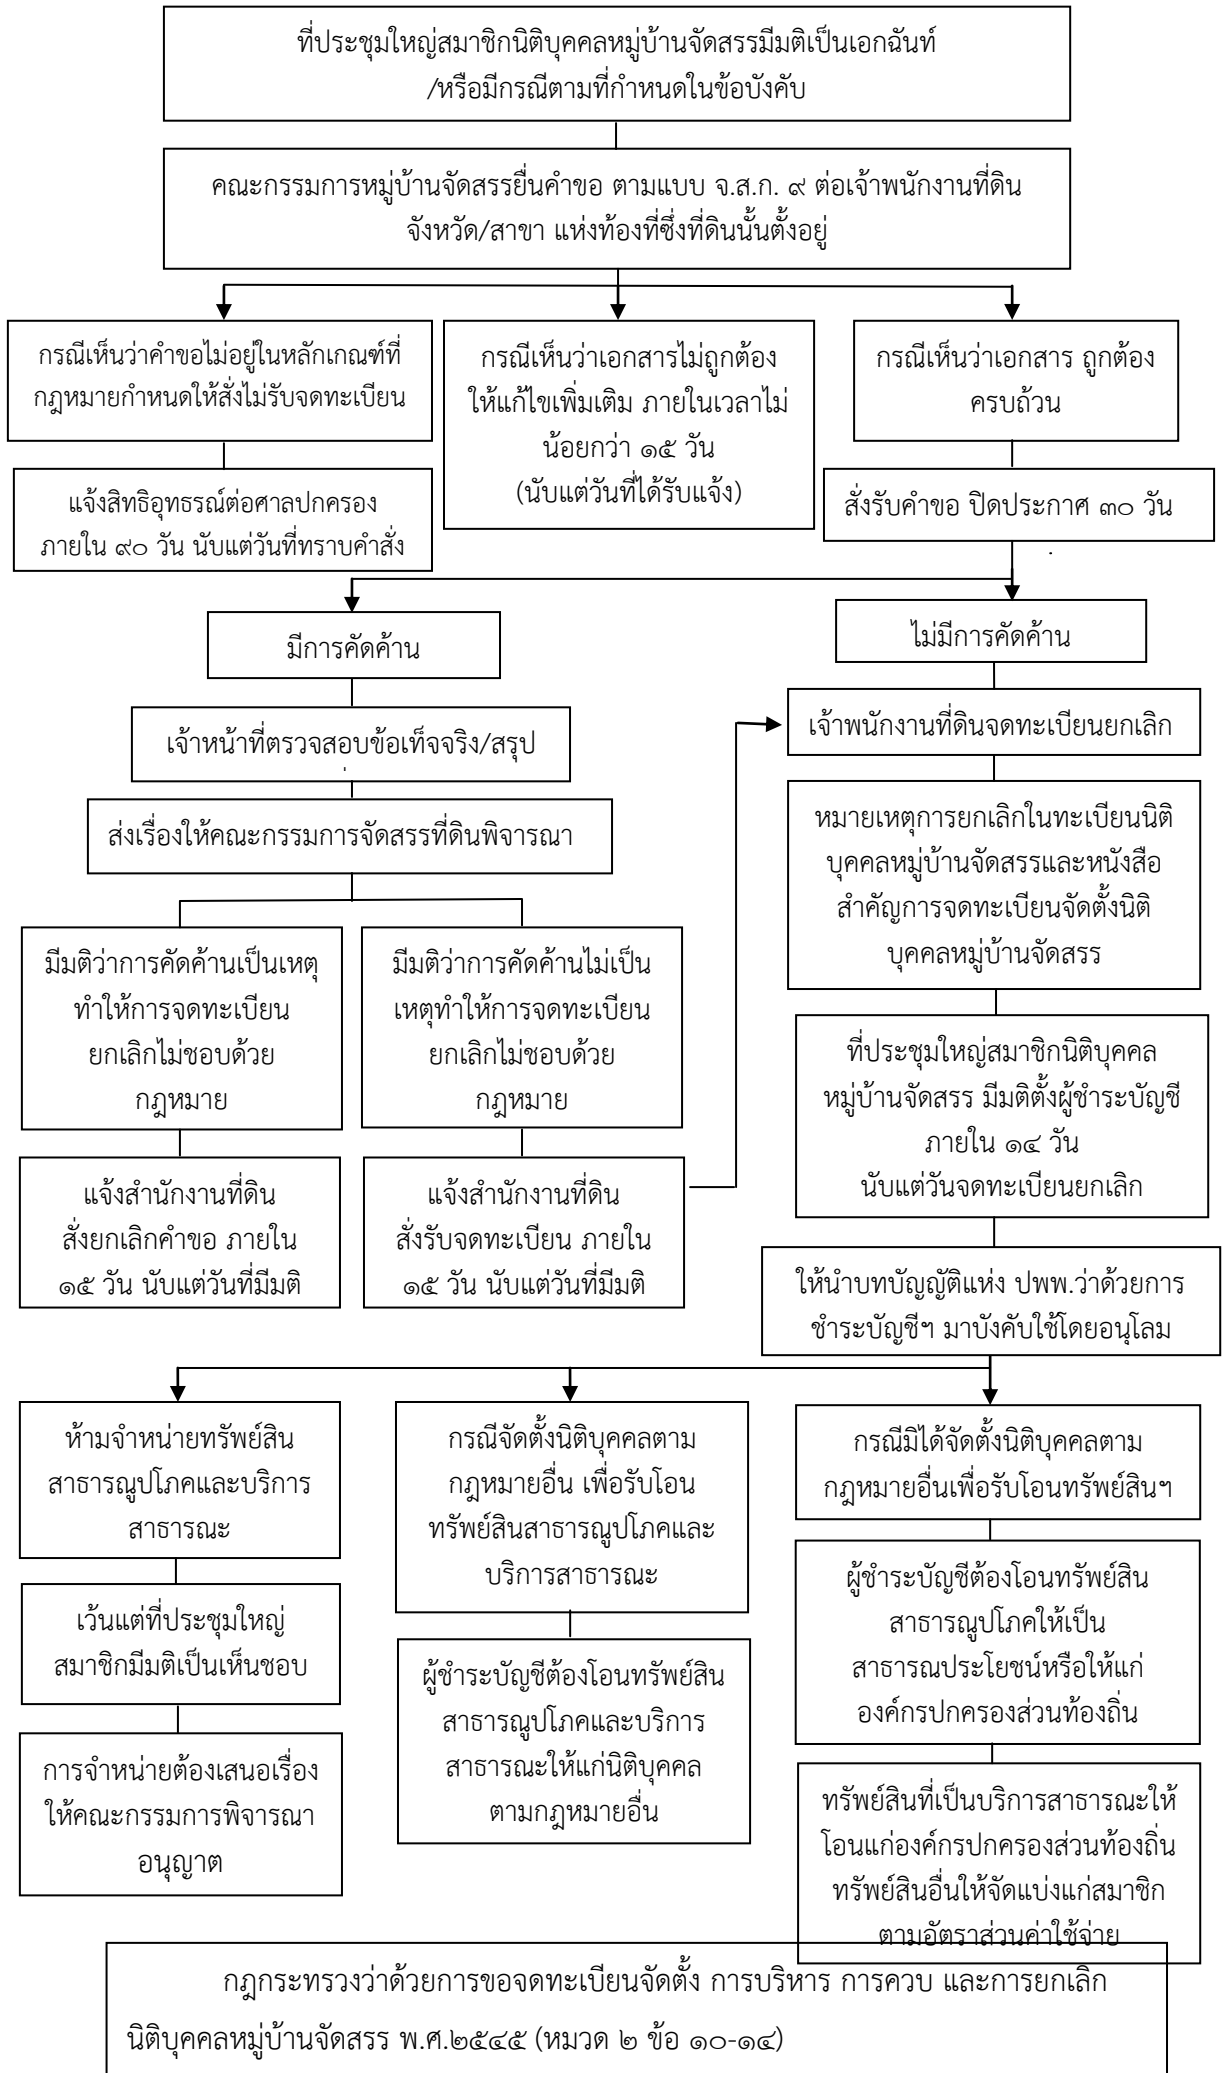 ที่ประชุมใหญ่สมาชิกนิติบุคคลหมู่บ้านจัดสรรมีมติเป็นเอกฉันท์
/หรือมีกรณีตามที่กำหนดในข้อบังคับ
คณะกรรมการหมู่บ้านจัดสรรยื่นคำขอ ตามแบบ จ.ส.ก. ๙ ต่อเจ้าพนักงานที่ดิน
จังหวัด/สาขา แห่งท้องที่ซึ่งที่ดินนั้นตั้งอยู่
กรณีเห็นว่าคำขอไม่อยู่ในหลักเกณฑ์ที่
กฎหมายกำหนดให้สั่งไม่รับจดทะเบียน
กรณีเห็นว่าเอกสารไม่ถูกต้อง
ให้แก้ไขเพิ่มเติม ภายในเวลาไม่
น้อยกว่า ๑๕ วัน
(นับแต่วันที่ได้รับแจ้ง)
กรณีเห็นว่าเอกสาร ถูกต้อง
ครบถ้วน
แจ้งสิทธิอุทธรณ์ต่อศาลปกครอง
ภายใน ๙๐ วัน นับแต่วันที่ทราบคำสั่ง
สั่งรับคำขอ ปิดประกาศ ๓๐ วัน
มีการคัดค้าน
ไม่มีการคัดค้าน
เจ้าหน้าที่ตรวจสอบข้อเท็จจริง/สรุป
เจ้าพนักงานที่ดินจดทะเบียนยกเลิก
ส่งเรื่องให้คณะกรรมการจัดสรรที่ดินพิจารณา
หมายเหตุการยกเลิกในทะเบียนนิติ
บุคคลหมู่บ้านจัดสรรและหนังสือ
สำคัญการจดทะเบียนจัดตั้งนิติ
บุคคลหมู่บ้านจัดสรร
มีมติว่าการคัดค้านเป็นเหตุ
ทำให้การจดทะเบียน
ยกเลิกไม่ชอบด้วย
กฎหมาย
มีมติว่าการคัดค้านไม่เป็น
เหตุทำให้การจดทะเบียน
ยกเลิกไม่ชอบด้วย
กฎหมาย
ที่ประชุมใหญ่สมาชิกนิติบุคคล
หมู่บ้านจัดสรร มีมติตั้งผู้ชำระบัญชี
ภายใน ๑๔ วัน
นับแต่วันจดทะเบียนยกเลิก
แจ้งสำนักงานที่ดิน
สั่งยกเลิกคำขอ ภายใน
๑๕ วัน นับแต่วันที่มีมติ
แจ้งสำนักงานที่ดิน
สั่งรับจดทะเบียน ภายใน
๑๕ วัน นับแต่วันที่มีมติ
ให้นำบทบัญญัติแห่ง ปพพ.ว่าด้วยการ
ชำระบัญชีฯ มาบังคับใช้โดยอนุโลม
ห้ามจำหน่ายทรัพย์สิน
สาธารณูปโภคและบริการ
สาธารณะ
กรณีจัดตั้งนิติบุคคลตาม
กฎหมายอื่น เพื่อรับโอน
ทรัพย์สินสาธารณูปโภคและ
บริการสาธารณะ
กรณีมิได้จัดตั้งนิติบุคคลตาม
กฎหมายอื่นเพื่อรับโอนทรัพย์สินฯ
เว้นแต่ที่ประชุมใหญ่
สมาชิกมีมติเป็นเห็นชอบ
ผู้ชำระบัญชีต้องโอนทรัพย์สิน
สาธารณูปโภคและบริการ
สาธารณะให้แก่นิติบุคคล
ตามกฎหมายอื่น
ผู้ชำระบัญชีต้องโอนทรัพย์สิน
สาธารณูปโภคให้เป็น
สาธารณประโยชน์หรือให้แก่
องค์กรปกครองส่วนท้องถิ่น
การจำหน่ายต้องเสนอเรื่อง
ให้คณะกรรมการพิจารณา
อนุญาต
ทรัพย์สินที่เป็นบริการสาธารณะให้
โอนแก่องค์กรปกครองส่วนท้องถิ่น
ทรัพย์สินอื่นให้จัดแบ่งแก่สมาชิก
ตามอัตราส่วนค่าใช้จ่าย
กฎกระทรวงว่าด้วยการขอจดทะเบียนจัดตั้ง การบริหาร การควบ และการยกเลิก
นิติบุคคลหมู่บ้านจัดสรร พ.ศ.๒๕๔๕ (หมวด ๒ ข้อ ๑๐-๑๔)